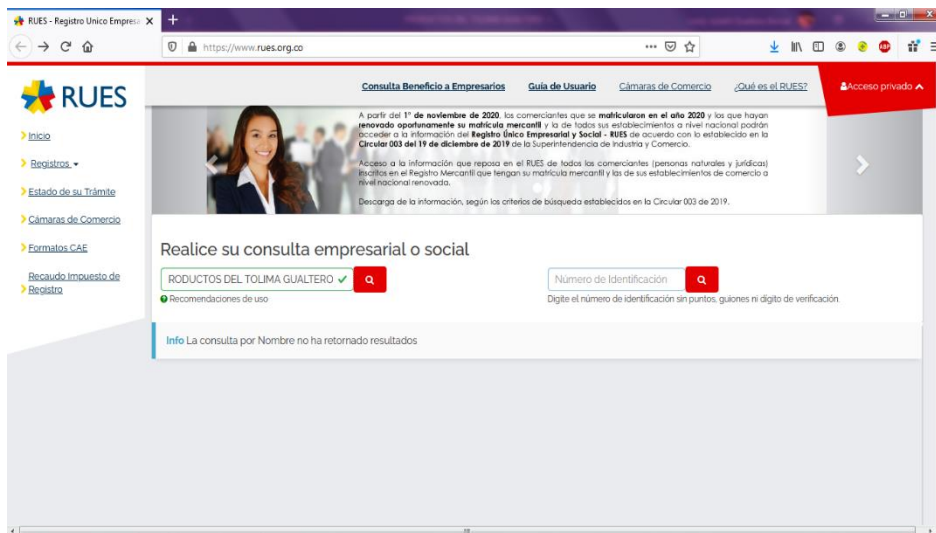 RUES - Registro Unico Empresa
https://www.rues.org.co
RUES
Consulta Beneficio a Empresarios
Guía de Usuario
Cámaras de Comercio
¿Qué es el RUES?
Acceso privado
Inicio
Registros
Estado de su Trámite
Cámaras de Comercio
Formatos CAE
Recaudo Impuesto de
Registro
A partir del 1° de noviembre de 2020, los comerciantes que se matricularon en el año 2020 y los que hayan
renovado oportunamente su matrícula mercantil y la de todos sus establecimientos a nivel nacional podrán
acceder a la información del Registro Único Empresarial y Social - RUES de acuerdo con lo establecido en la
Circular 003 del 19 de diciembre de 2019 de la Superintendencia de Industria y Comercio.
Acceso a la información que reposa en el RUES de todos los comerciantes (personas naturales y jurídicas)
inscritos en el Registro Mercantil que tengan su matrícula mercantil y las de sus establecimientos de comercio a
nivel nacional renovada.
Descarga de la información, según los criterios de búsqueda establecidos en la Circular 003 de 2019.
Realice su consulta empresarial o social
RODUCTOS DEL TOLIMA GUALTERO
Número de Identificación
Recomendaciones de uso
Digite el número de identificación sin puntos, guiones ni dígito de verificación.
Info La consulta por Nombre no ha retornado resultados